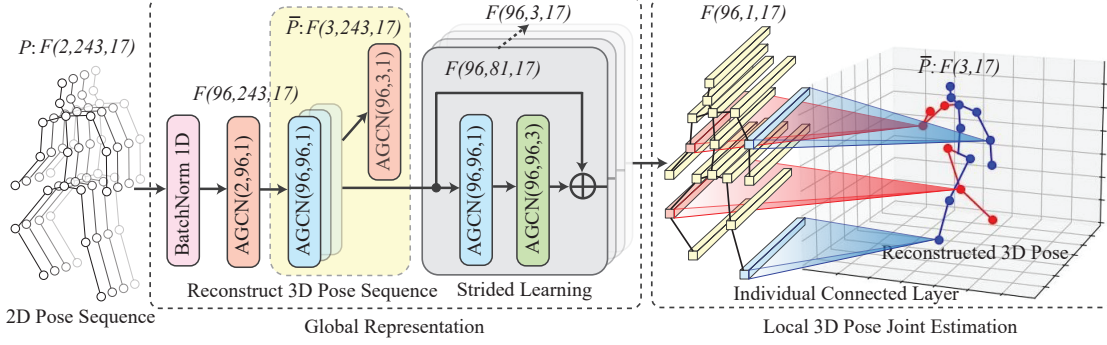 P: F(2,243,17)
2D Pose Sequence
BatchNorm 1D
AGCN(2,96,1)
F(96,243,17)
AGCN(96,96,1)
P̅: F(3,243,17)
AGCN(96,3,1)
Reconstruct 3D Pose Sequence
F(96,3,17)
F(96,81,17)
AGCN(96,96,1)
AGCN(96,96,3)
Strided Learning
Global Representation
F(96,1,17)
P̅: F(3,17)
Reconstructed 3D Pose
Individual Connected Layer
Local 3D Pose Joint Estimation